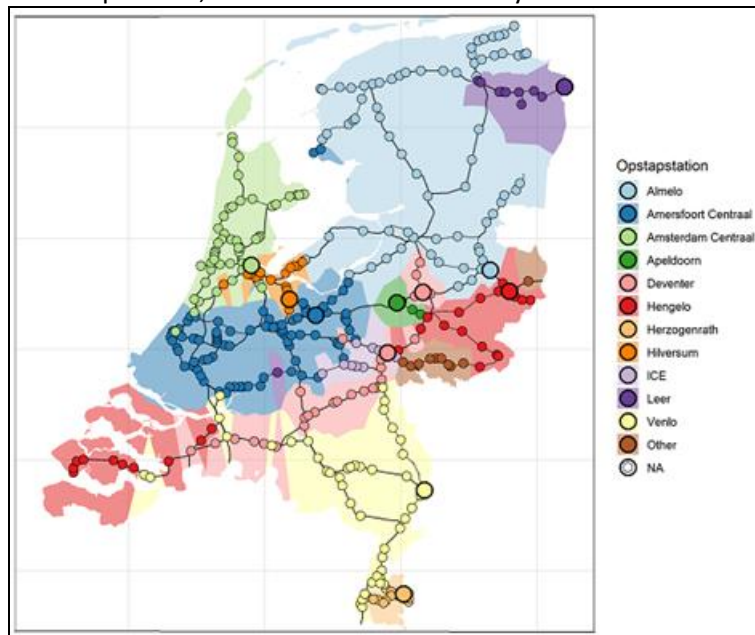 Opstapstation
Almelo
Amersfoort Centraal
Amsterdam Centraal
Apeldoorn
Deventer
Hengelo
Herzogenrath
Hilversum
ICE
Leer
Venlo
Other
NA